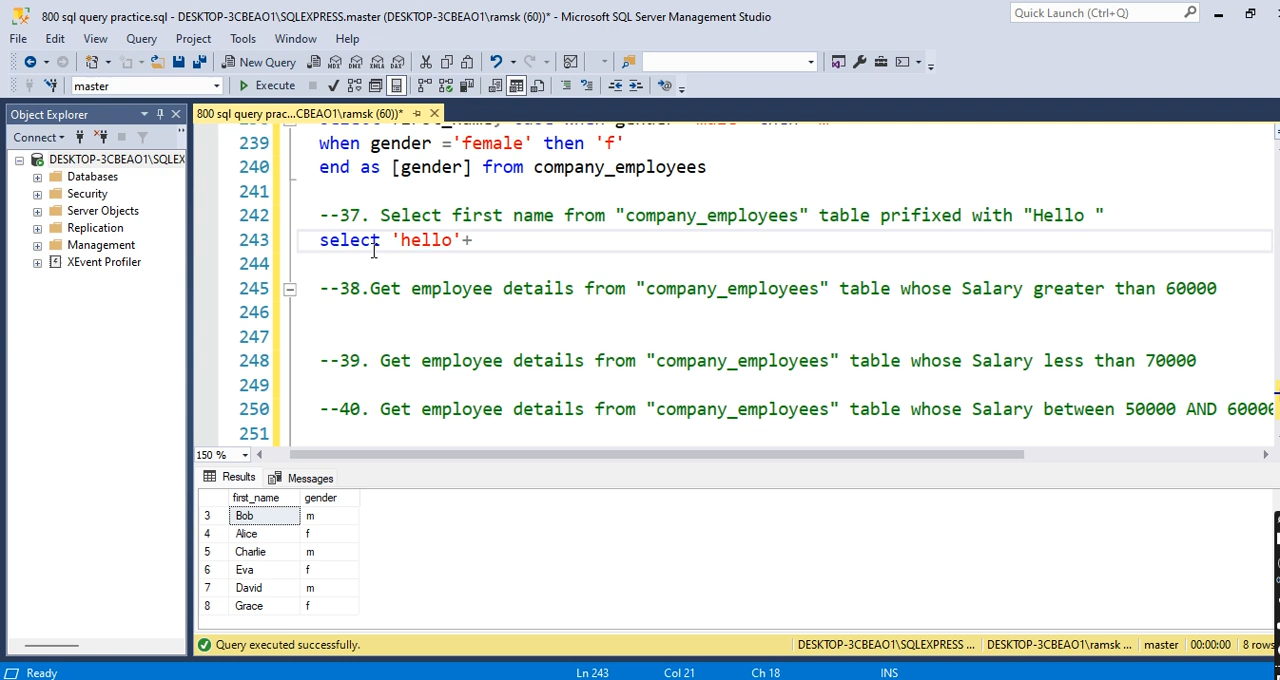 800 sql query practice.sql - DESKTOP-3CBEAO1\SQLEXPRESS.master (DESKTOP-3CBEAO1\ramsk (60))* - Microsoft SQL Server Management Studio
Quick Launch (Ctrl+Q)
File Edit View Query Project Tools Window Help
New Query
master
Execute
Object Explorer
800 sql query prac...CBEAO1\ramsk (60))*
Connect
DESKTOP-3CBEAO1\SQLEX
Databases
Security
Server Objects
Replication
Management
XEvent Profiler
239 when gender ='female' then 'f'
240 end as [gender] from company_employees
241
242 --37. Select first name from "company_employees" table prifixed with "Hello "
243 select 'hello'+
244
245 --38.Get employee details from "company_employees" table whose Salary greater than 60000
246
247
248 --39. Get employee details from "company_employees" table whose Salary less than 70000
249
250 --40. Get employee details from "company_employees" table whose Salary between 50000 AND 6000
251
150 %
Results Messages
first_name gender
3 Bob m
4 Alice f
5 Charlie m
6 Eva f
7 David m
8 Grace f
Query executed successfully.
DESKTOP-3CBEAO1\SQLEXPRESS ... DESKTOP-3CBEAO1\ramsk ... master 00:00:00 8 rows
Ready Ln 243 Col 21 Ch 18 INS